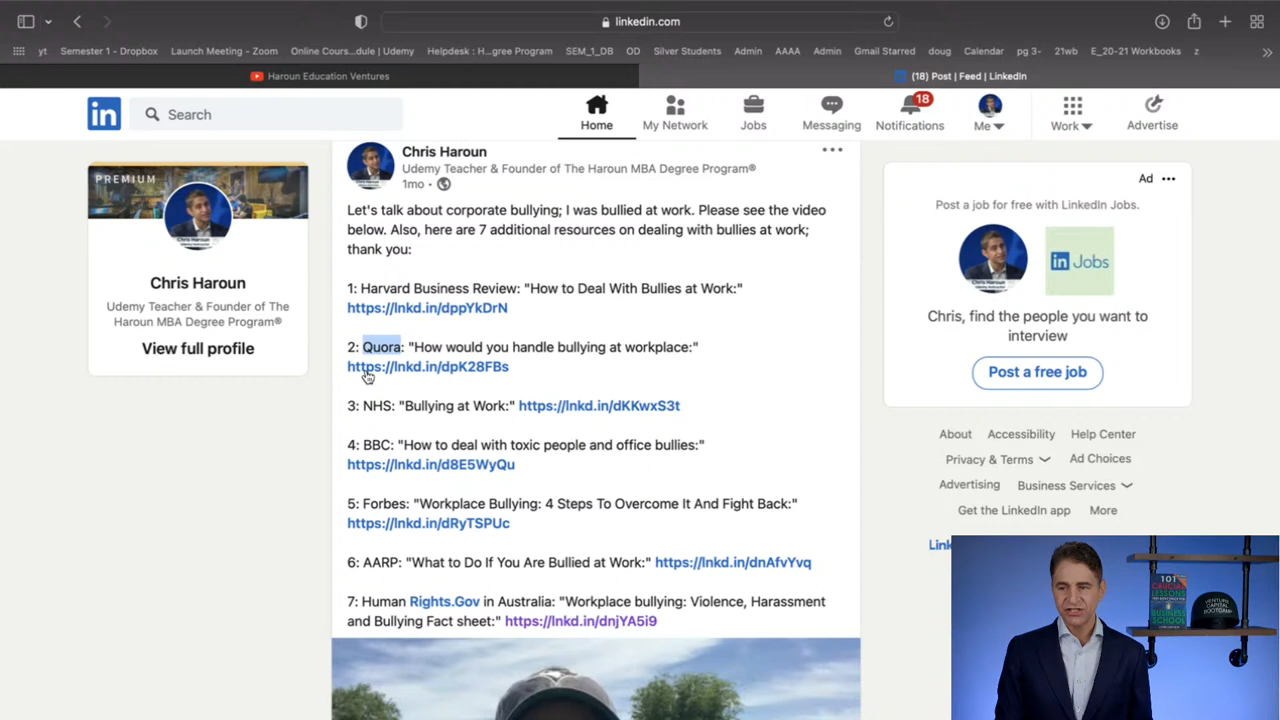 linkedin.com
yt Semester 1 - Dropbox Launch Meeting - Zoom Online Cours...dule | Udemy Helpdesk : H...gree Program SEM_1_DB OD Silver Students Admin AAAA Admin Gmail Starred doug Calendar pg 3- 21wb E_20-21 Workbooks z
Haroun Education Ventures
(18) Post | Feed | LinkedIn
in
Search
Home
My Network
Jobs
Messaging
18
Notifications
Me
Work
Advertise
PREMIUM
Chris Haroun
Udemy Teacher & Founder of The
Haroun MBA Degree Program®
View full profile
Chris Haroun
Udemy Teacher & Founder of The Haroun MBA Degree Program®
1mo •
Let's talk about corporate bullying; I was bullied at work. Please see the video
below. Also, here are 7 additional resources on dealing with bullies at work;
thank you:
1: Harvard Business Review: "How to Deal With Bullies at Work:"
https://lnkd.in/dppYkDrN
2: Quora: "How would you handle bullying at workplace:"
https://lnkd.in/dpK28FBs
3: NHS: "Bullying at Work:" https://lnkd.in/dKKwxS3t
4: BBC: "How to deal with toxic people and office bullies:"
https://lnkd.in/d8E5WyQu
5: Forbes: "Workplace Bullying: 4 Steps To Overcome It And Fight Back:"
https://lnkd.in/dRyTSPUc
6: AARP: "What to Do If You Are Bullied at Work:" https://lnkd.in/dnAfvYvq
7: Human Rights.Gov in Australia: "Workplace bullying: Violence, Harassment
and Bullying Fact sheet:" https://lnkd.in/dnjYA5i9
Ad
Post a job for free with LinkedIn Jobs.
in Jobs
Chris, find the people you want to
interview
Post a free job
About Accessibility Help Center
Privacy & Terms Ad Choices
Advertising Business Services
Get the LinkedIn app More
Link
101
CRUCIAL
LESSONS
BUSINESS
SCHOOL
VENTURE
CAPITAL
BOOTCAMP